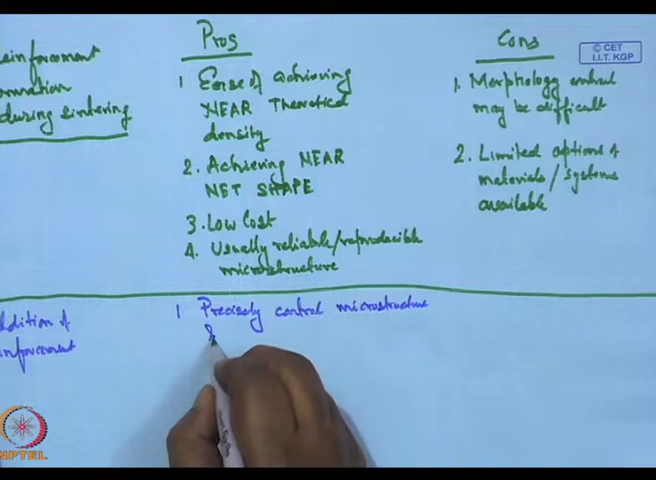 Pros
Cons
© CET
I.I.T. KGP
einforcement
ormation
during sintering
1 Ease of achieving
NEAR Theoretical
density
2. Achieving NEAR
NET SHAPE
3. Low Cost
4. Usually reliable/reproducible
microstructure
1. Morphology control
may be difficult
2. Limited options of
materials/systems
available
ddition of
inforcement
1 Precisely control microstructure
NPTEL